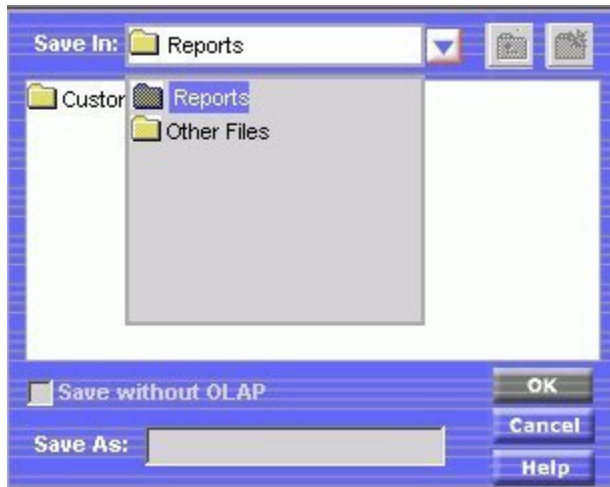 Save In: Reports
Custor Reports
Other Files
Save without OLAP
OK
Save As:
Cancel
Help